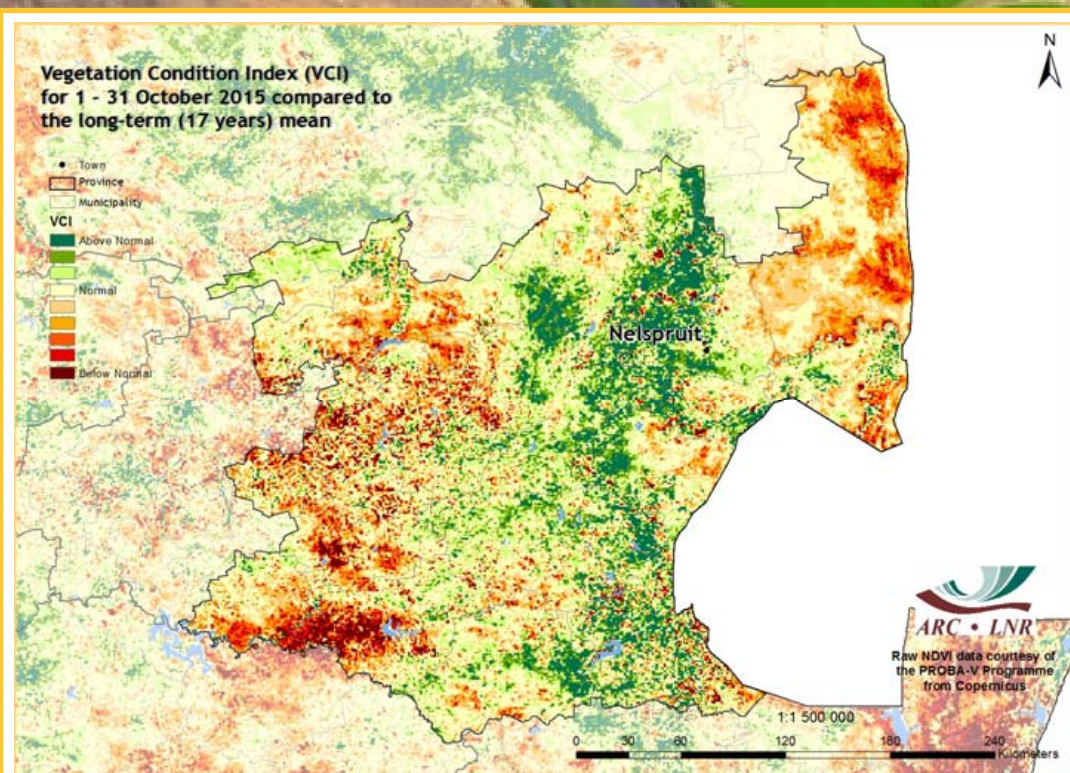 Vegetation Condition Index (VCI)
for 1 - 31 October 2015 compared to
the long-term (17 years) mean
Town
Province
Municipality
VCI
Above Normal
Normal
Below Normal
N
Nelspruit
ARC • LNR
Raw NDVI data courtesy of
the PROBA-V Programme
from Copernicus
1:1 500 000
0 30 60 120 180 240
Kilometers